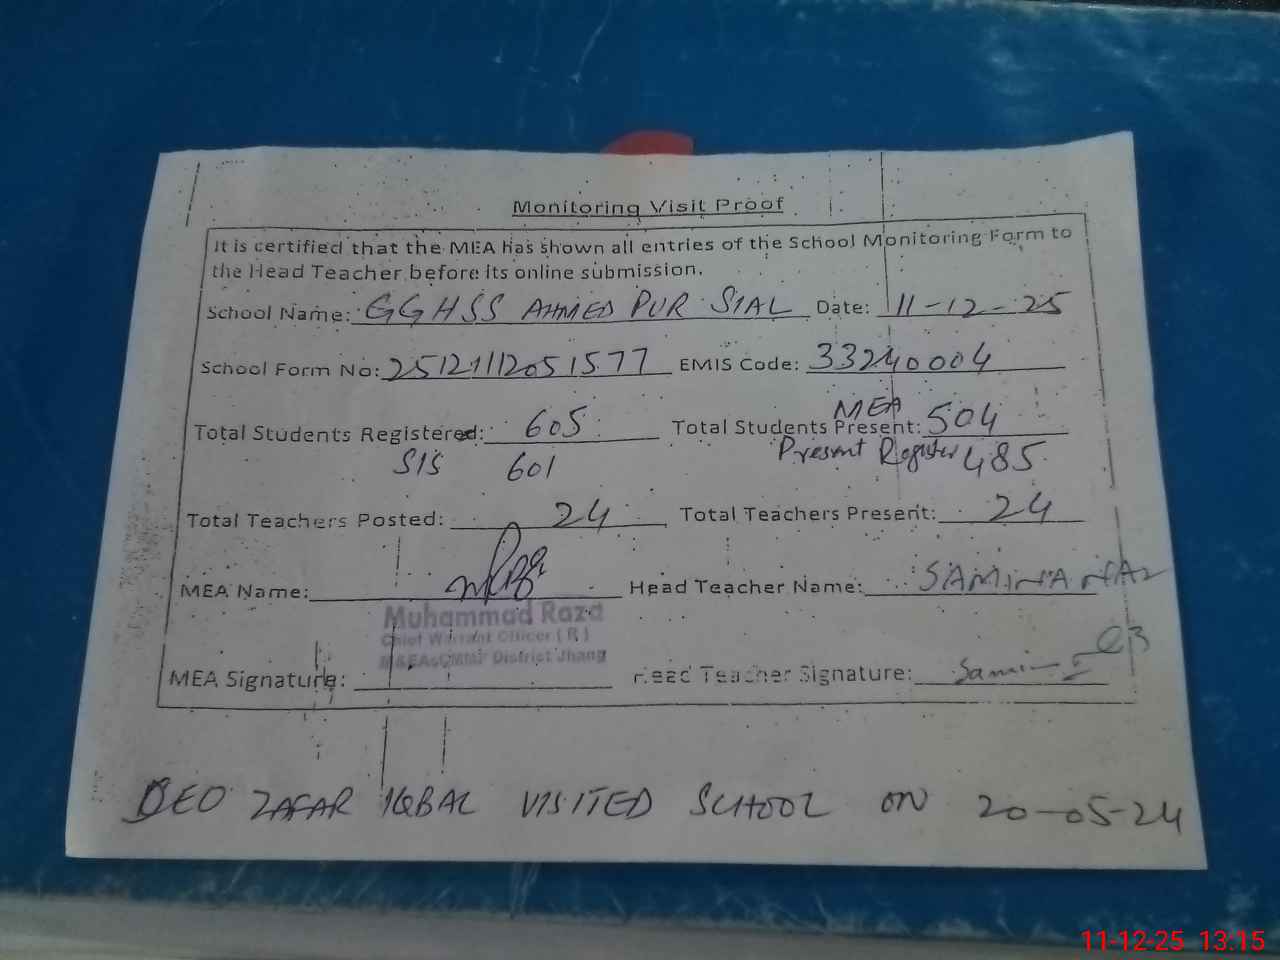 Monitoring Visit Proof
It is certified that the MEA has shown all entries of the School Monitoring Form to
the Head Teacher before its online submission.
School Name: GGHSS AHMED PUR SIAL Date: 11-12-25
School Form No: 25121112051577 EMIS Code: 33240004
MEA
Total Students Registered: 605 Total Students Present: 504
SIS 601 Present Register 485
Total Teachers Posted: 24 Total Teachers Present: 24
MEA Name: Head Teacher Name: SAMINA NAZ
Muhammad Raza
Chief Warrant Officer (R)
District Jhang
MEA Signature: Head Teacher Signature:
DEO ZAFAR IQBAL VISITED SCHOOL ON 20-05-24
11-12-25 13:15